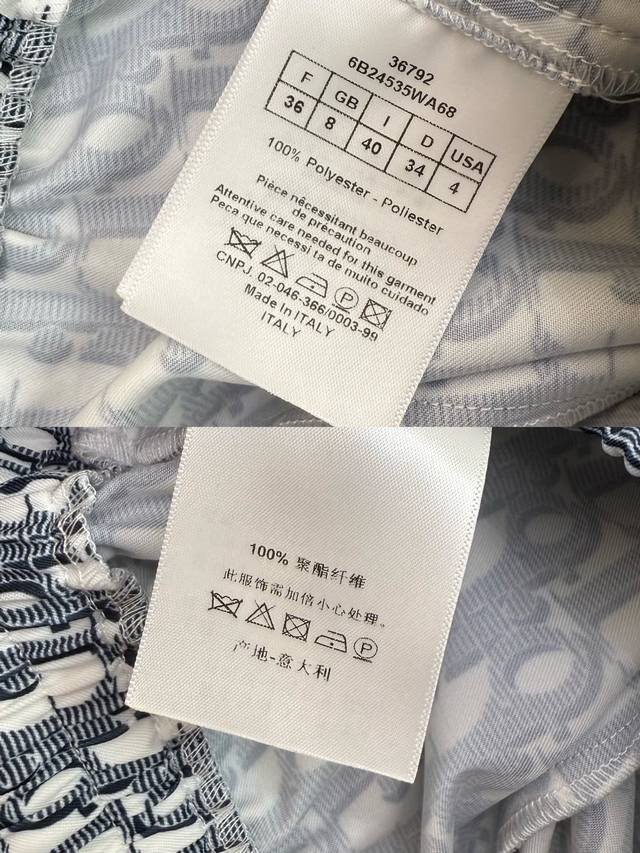 36792
6B24535WA68
F GB I D USA
36 8 40 34 4
100% Polyester - Poliester
Pièce nécessitant beaucoup
de précaution
Attentive care needed for this garment
Peca que necessi ta de muito cuidado
P
CNPJ. 02-046.366/0003-99
Made In ITALY
ITALY
100% 聚酯纤维
此服饰需加倍小心处理。
P
产地-意大利